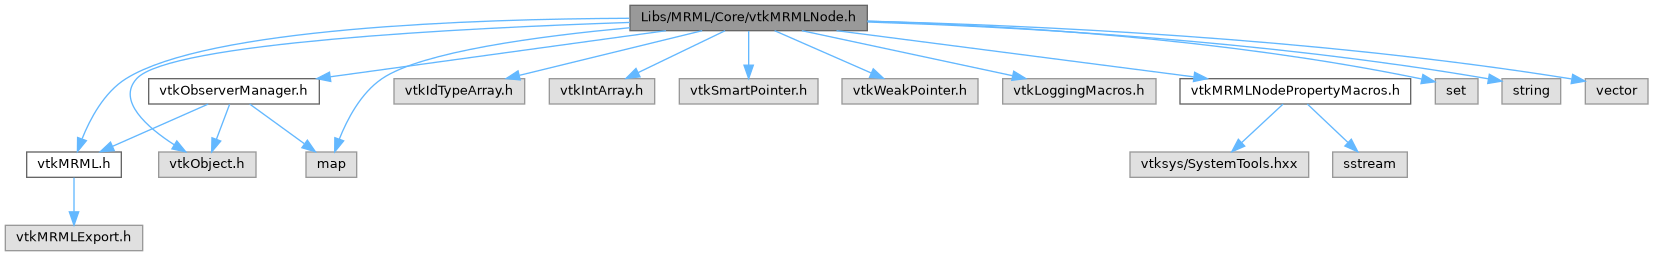 Libs/MRML/Core/vtkMRMLNode.h
vtkObserverManager.h
vtkIdTypeArray.h
vtkIntArray.h
vtkSmartPointer.h
vtkWeakPointer.h
vtkLoggingMacros.h
vtkMRMLNodePropertyMacros.h
set
string
vector
vtkMRML.h
vtkObject.h
map
vtksys/SystemTools.hxx
sstream
vtkMRMLExport.h